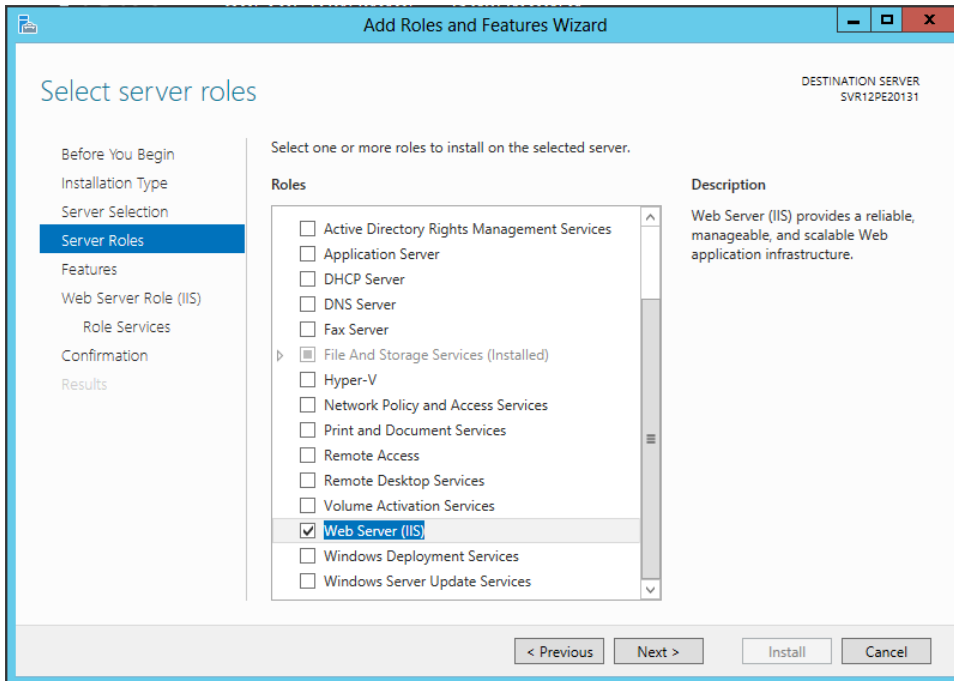 Add Roles and Features Wizard
Select server roles
DESTINATION SERVER
SVR12PE20131
Before You Begin
Installation Type
Server Selection
Server Roles
Features
Web Server Role (IIS)
Role Services
Confirmation
Results
Select one or more roles to install on the selected server.
Roles
Active Directory Rights Management Services
Application Server
DHCP Server
DNS Server
Fax Server
File And Storage Services (Installed)
Hyper-V
Network Policy and Access Services
Print and Document Services
Remote Access
Remote Desktop Services
Volume Activation Services
Web Server (IIS)
Windows Deployment Services
Windows Server Update Services
Description
Web Server (IIS) provides a reliable,
manageable, and scalable Web
application infrastructure.
< Previous
Next >
Install
Cancel